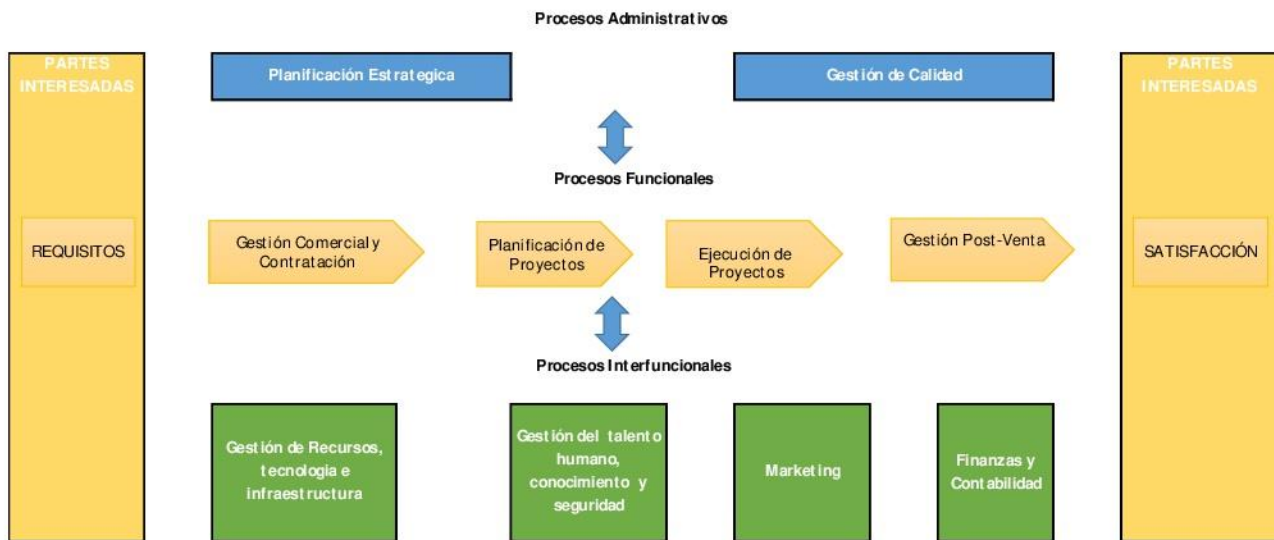 Procesos Administrativos
PARTES
INTERESADAS
Planificación Estrategica
Gestión de Calidad
PARTES
INTERESADAS
Procesos Funcionales
REQUISITOS
Gestión Comercial y
Contratación
Planificación de
Proyectos
Ejecución de
Proyectos
Gestión Post-Venta
SATISFACCIÓN
Procesos Interfuncionales
Gestión de Recursos,
tecnologia e
infraestructura
Gestión del talento
humano,
conocimiento y
seguridad
Marketing
Finanzas y
Contabilidad